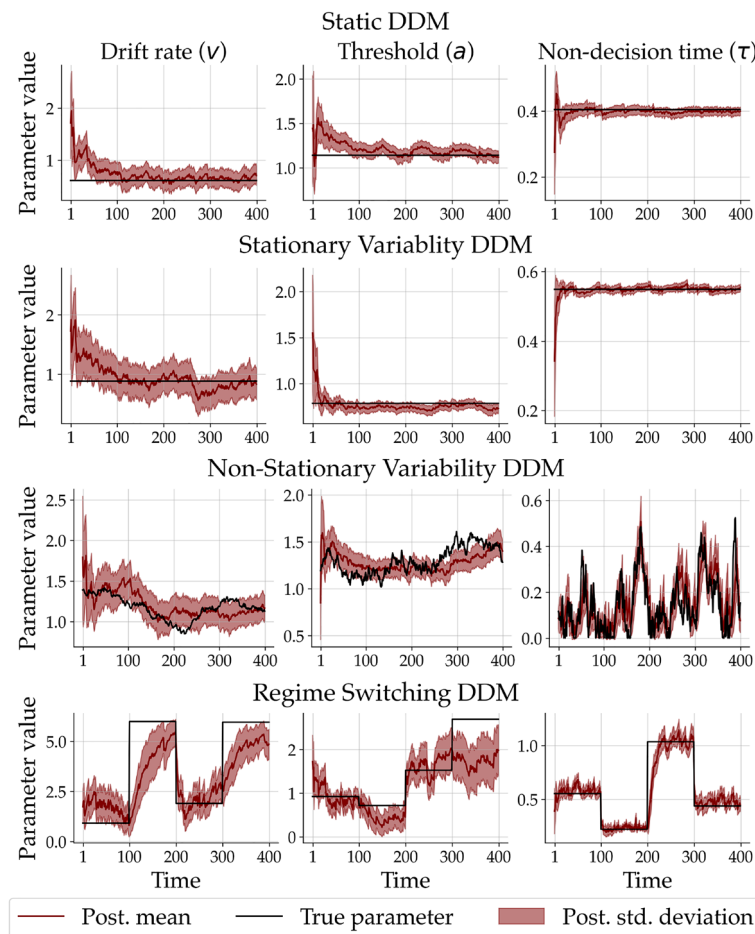 Static DDM
Drift rate (v)
Threshold (a)
Non-decision time (τ)
Parameter value
2
1
1 100 200 300 400
2.0
1.5
1.0
1 100 200 300 400
0.4
0.2
1 100 200 300 400
Stationary Variablity DDM
Parameter value
2
1
1 100 200 300 400
2.0
1.5
1.0
1 100 200 300 400
0.6
0.4
0.2
1 100 200 300 400
Non-Stationary Variability DDM
Parameter value
2.5
2.0
1.5
1.0
1 100 200 300 400
2.0
1.5
1.0
0.5
1 100 200 300 400
0.6
0.4
0.2
0.0
1 100 200 300 400
Regime Switching DDM
Parameter value
5.0
2.5
0.0
1 100 200 300 400
Time
2
1
0
1 100 200 300 400
Time
1.0
0.5
1 100 200 300 400
Time
Post. mean
True parameter
Post. std. deviation